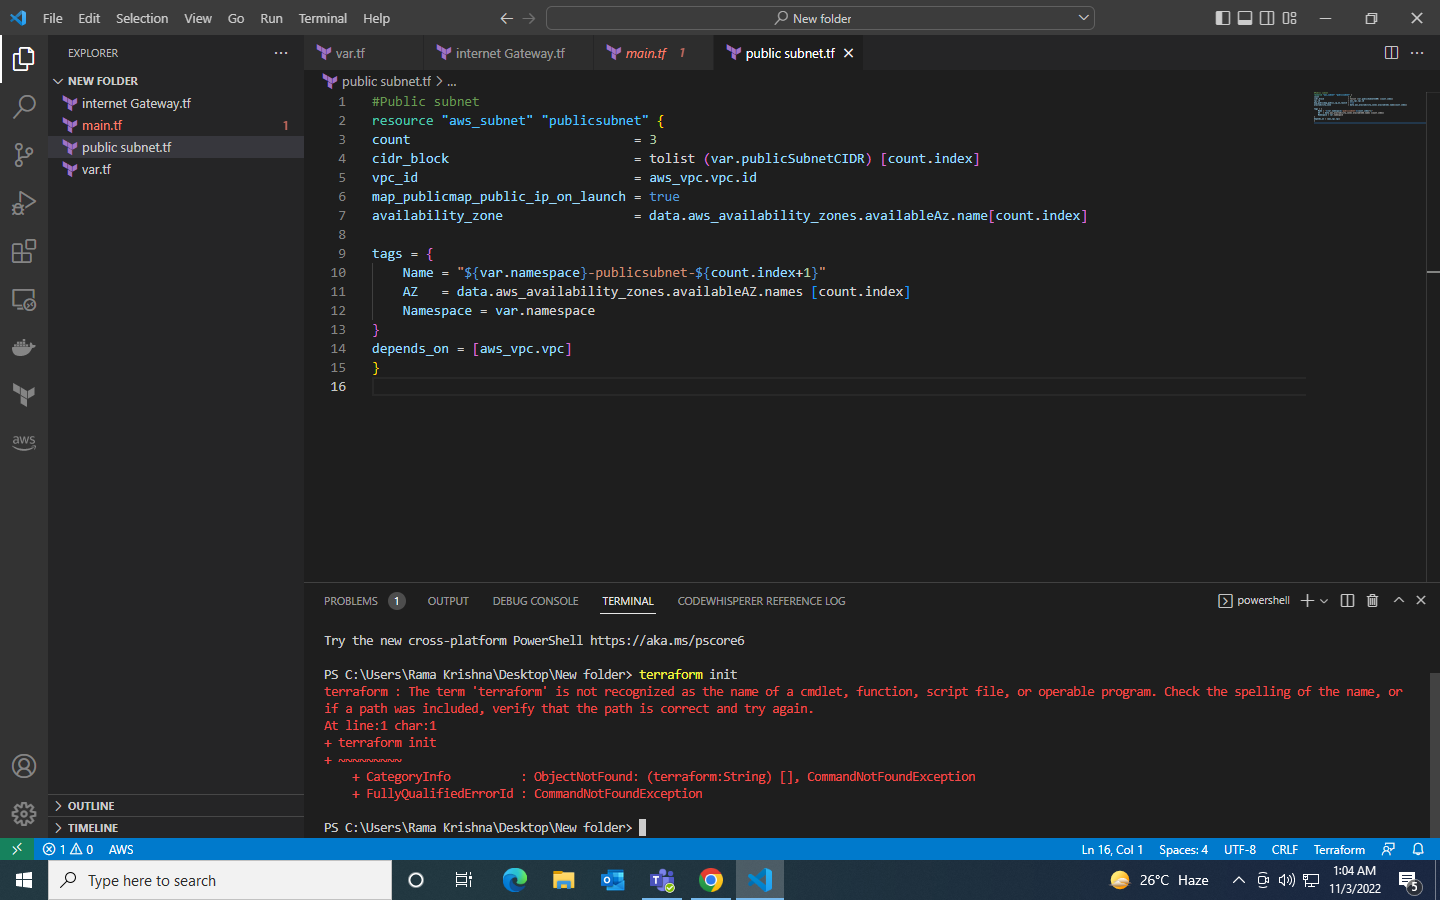 File Edit Selection View Go Run Terminal Help
New folder
EXPLORER
NEW FOLDER
internet Gateway.tf
main.tf 1
public subnet.tf
var.tf
OUTLINE
TIMELINE
var.tf internet Gateway.tf main.tf 1 public subnet.tf
public subnet.tf > ...
1 #Public subnet
2 resource "aws_subnet" "publicsubnet" {
3 count = 3
4 cidr_block = tolist (var.publicSubnetCIDR) [count.index]
5 vpc_id = aws_vpc.vpc.id
6 map_publicmap_public_ip_on_launch = true
7 availability_zone = data.aws_availability_zones.availableAz.name[count.index]
8
9 tags = {
10 Name = "${var.namespace}-publicsubnet-${count.index+1}"
11 AZ = data.aws_availability_zones.availableAZ.names [count.index]
12 Namespace = var.namespace
13 }
14 depends_on = [aws_vpc.vpc]
15 }
16
PROBLEMS 1 OUTPUT DEBUG CONSOLE TERMINAL CODEWHISPERER REFERENCE LOG
powershell
Try the new cross-platform PowerShell https://aka.ms/pscore6
PS C:\Users\Rama Krishna\Desktop\New folder> terraform init
terraform : The term 'terraform' is not recognized as the name of a cmdlet, function, script file, or operable program. Check the spelling of the name, or
if a path was included, verify that the path is correct and try again.
At line:1 char:1
+ terraform init
+ ~~~~~~~~~
+ CategoryInfo : ObjectNotFound: (terraform:String) [], CommandNotFoundException
+ FullyQualifiedErrorId : CommandNotFoundException
PS C:\Users\Rama Krishna\Desktop\New folder>
aws
1 0 AWS
Ln 16, Col 1 Spaces: 4 UTF-8 CRLF Terraform
Type here to search
26°C Haze
1:04 AM
11/3/2022
5